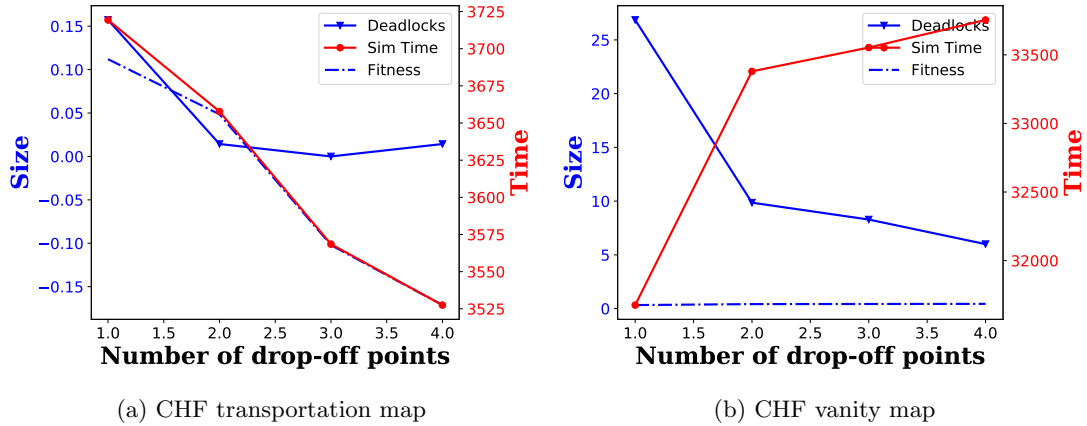 Deadlocks
Sim Time
Fitness
0.15
0.10
0.05
0.00
−0.05
−0.10
−0.15
Size
3725
3700
3675
3650
3625
3600
3575
3550
3525
Time
1.0 1.5 2.0 2.5 3.0 3.5 4.0
Number of drop-off points
(a) CHF transportation map
Deadlocks
Sim Time
Fitness
25
20
15
10
5
0
Size
33500
33000
32500
32000
Time
1.0 1.5 2.0 2.5 3.0 3.5 4.0
Number of drop-off points
(b) CHF vanity map